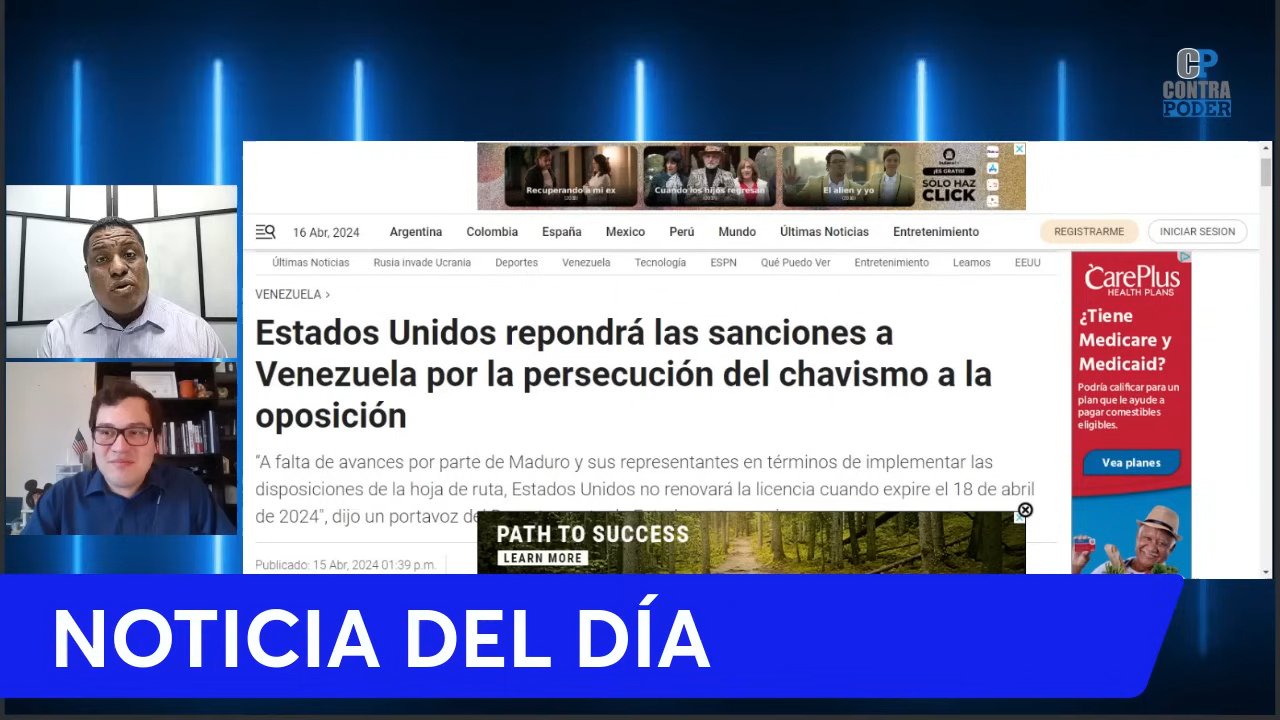 CP
CONTRA
PODER
Recuperando a mi ex
Cuando los hijos regresan
El alien y yo
¡ES GRATIS!
SOLO HAZ
CLICK
16 Abr, 2024
Argentina
Colombia
España
Mexico
Perú
Mundo
Últimas Noticias
Entretenimiento
REGISTRARME
INICIAR SESION
Últimas Noticias
Rusia invade Ucrania
Deportes
Venezuela
Tecnología
ESPN
Qué Puedo Ver
Entretenimiento
Leamos
EEUU
VENEZUELA >
Estados Unidos repondrá las sanciones a
Venezuela por la persecución del chavismo a la
oposición
“A falta de avances por parte de Maduro y sus representantes en términos de implementar las
disposiciones de la hoja de ruta, Estados Unidos no renovará la licencia cuando expire el 18 de abril
de 2024”, dijo un portavoz
Publicado: 15 Abr, 2024 01:39 p.m.
PATH TO SUCCESS
LEARN MORE
CarePlus
HEALTH PLANS
¿Tiene
Medicare y
Medicaid?
Podría calificar para un
plan que le ayude a
pagar comestibles
eligibles.
Vea planes
NOTICIA DEL DÍA